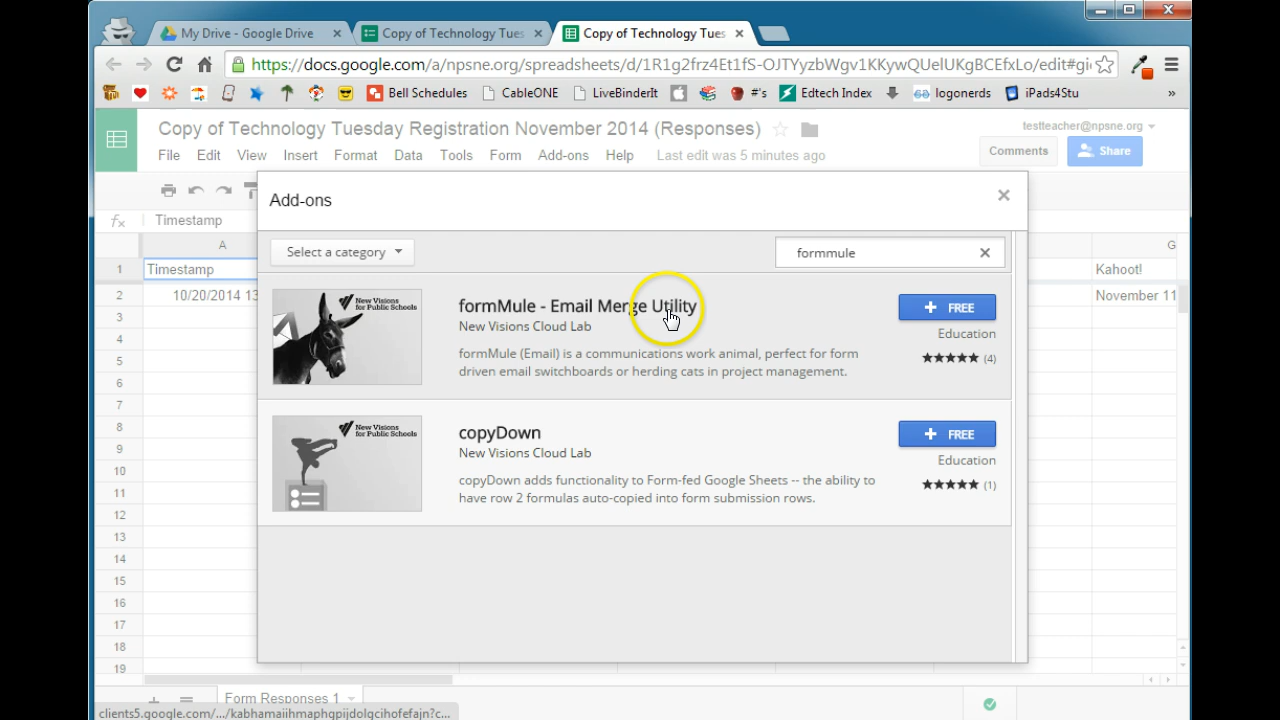 My Drive - Google Drive
Copy of Technology Tues
Copy of Technology Tues
https://docs.google.com/a/npsne.org/spreadsheets/d/1R1g2frz4Et1fS-OJTYyzbWgv1KKywQUelUKgBCEfxLo/edit#gi
Bell Schedules
CableONE
LiveBinderIt
#'s
Edtech Index
logonerds
iPads4Stu
»
Copy of Technology Tuesday Registration November 2014 (Responses)
testteacher@npsne.org
File Edit View Insert Format Data Tools Form Add-ons Help Last edit was 5 minutes ago
Comments
Share
Add-ons
fx Timestamp
Select a category
formmule
A
G
1 Timestamp
Kahoot!
2 10/20/2014 13
November 11
3
4
5
6
7
8
9
10
11
12
13
14
15
16
17
18
19
New Visions
for Public Schools
formMule - Email Merge Utility
New Visions Cloud Lab
formMule (Email) is a communications work animal, perfect for form
driven email switchboards or herding cats in project management.
+ FREE
Education
★★★★★ (4)
New Visions
for Public Schools
copyDown
New Visions Cloud Lab
copyDown adds functionality to Form-fed Google Sheets -- the ability to
have row 2 formulas auto-copied into form submission rows.
+ FREE
Education
★★★★★ (1)
Form Responses 1
clients5.google.com/.../kabhamaiihmaphgpijdolgcihofefajn?c...